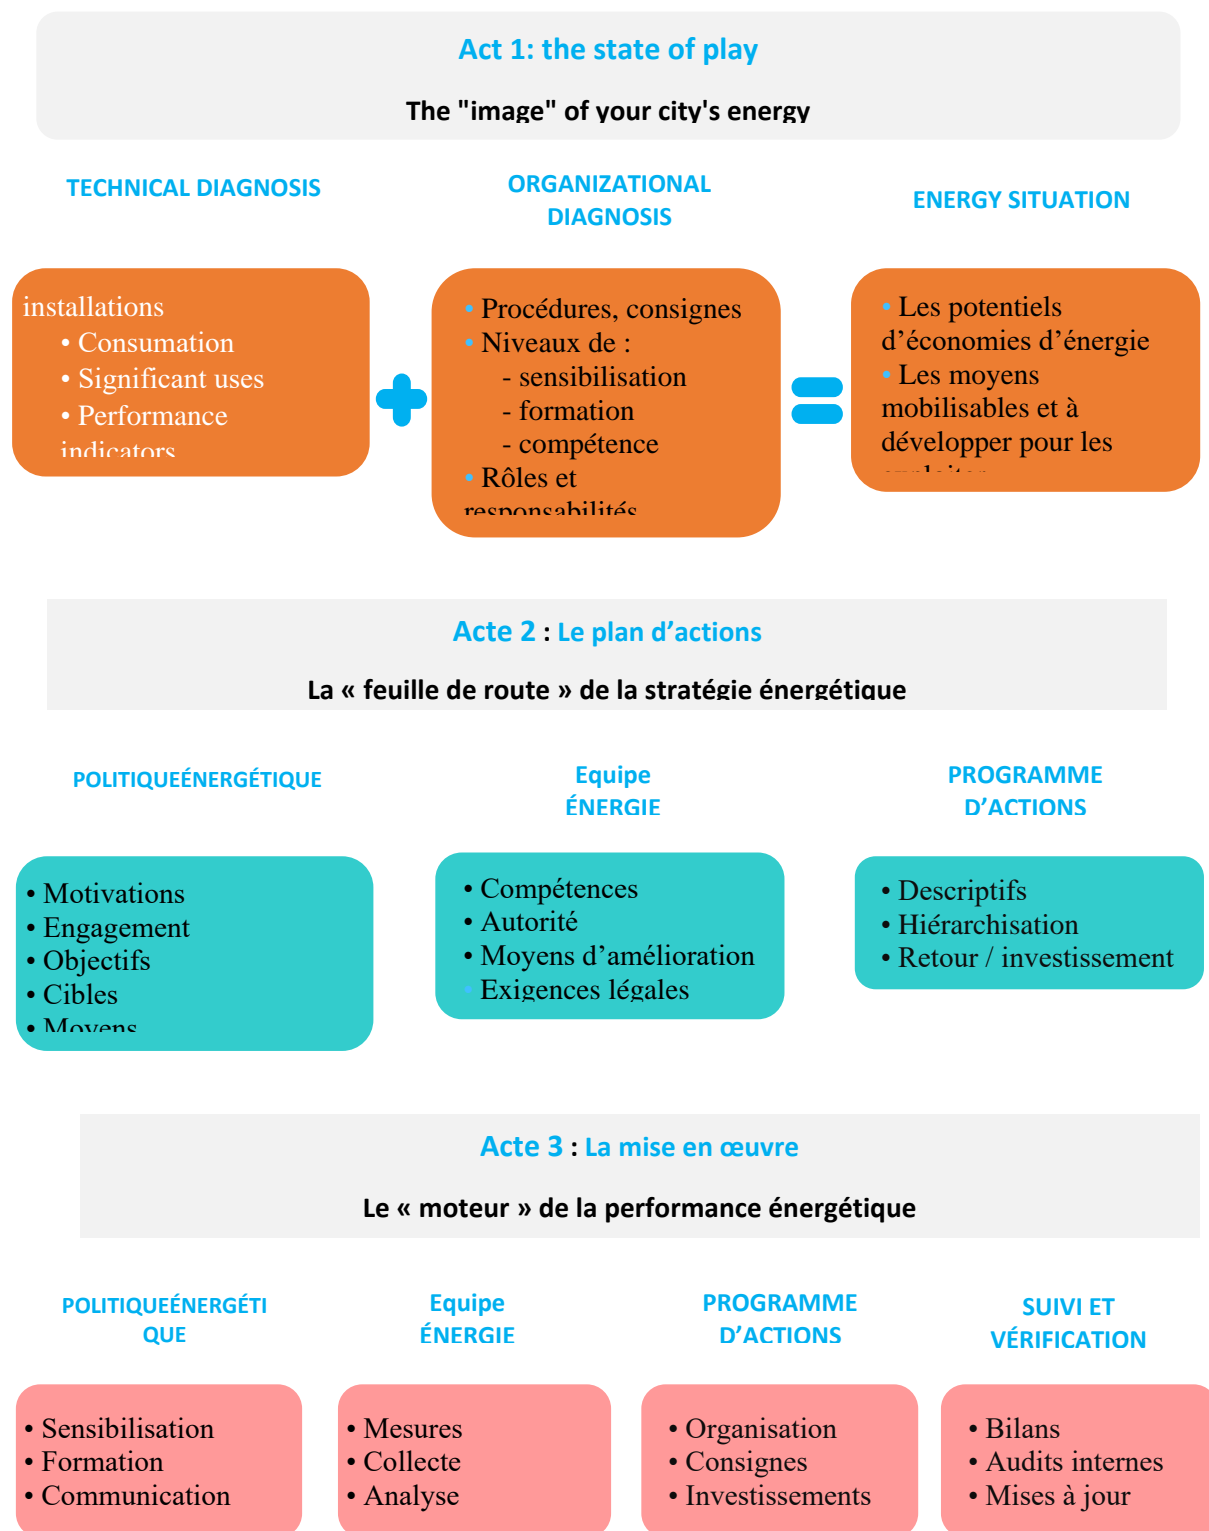 Act 1: the state of play
The "image" of your city's energy
TECHNICAL DIAGNOSIS
ORGANIZATIONAL
DIAGNOSIS
ENERGY SITUATION
installations
• Consumation
• Significant uses
• Performance
indicators
• Procédures, consignes
• Niveaux de :
- sensibilisation
- formation
- compétence
• Rôles et
responsabilités
• Les potentiels
d’économies d’énergie
• Les moyens
mobilisables et à
développer pour les
Acte 2 : Le plan d’actions
La « feuille de route » de la stratégie énergétique
POLITIQUEÉNERGÉTIQUE
Equipe
ÉNERGIE
PROGRAMME
D’ACTIONS
• Motivations
• Engagement
• Objectifs
• Cibles
• Moyens
• Compétences
• Autorité
• Moyens d’amélioration
• Exigences légales
• Descriptifs
• Hiérarchisation
• Retour / investissement
Acte 3 : La mise en œuvre
Le « moteur » de la performance énergétique
POLITIQUEÉNERGÉTI
QUE
Equipe
ÉNERGIE
PROGRAMME
D’ACTIONS
SUIVI ET
VÉRIFICATION
• Sensibilisation
• Formation
• Communication
• Mesures
• Collecte
• Analyse
• Organisation
• Consignes
• Investissements
• Bilans
• Audits internes
• Mises à jour